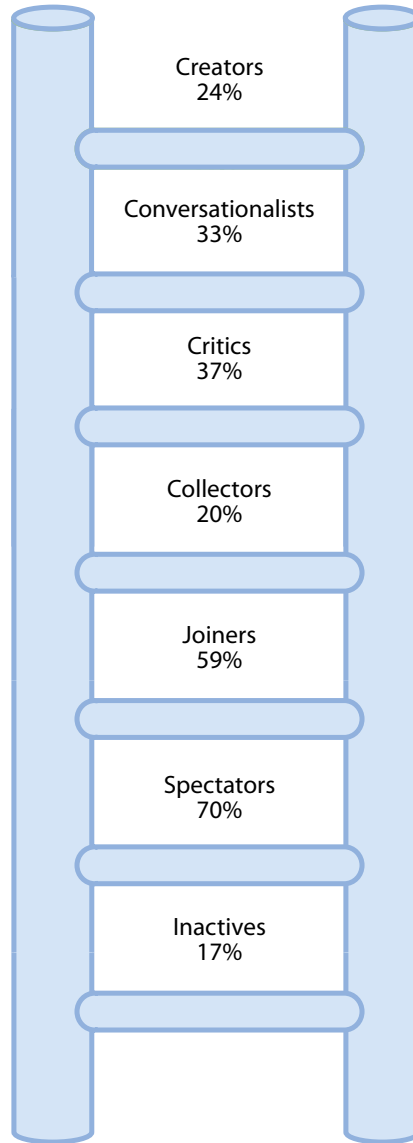 Creators
24%
Conversationalists
33%
Critics
37%
Collectors
20%
Joiners
59%
Spectators
70%
Inactives
17%